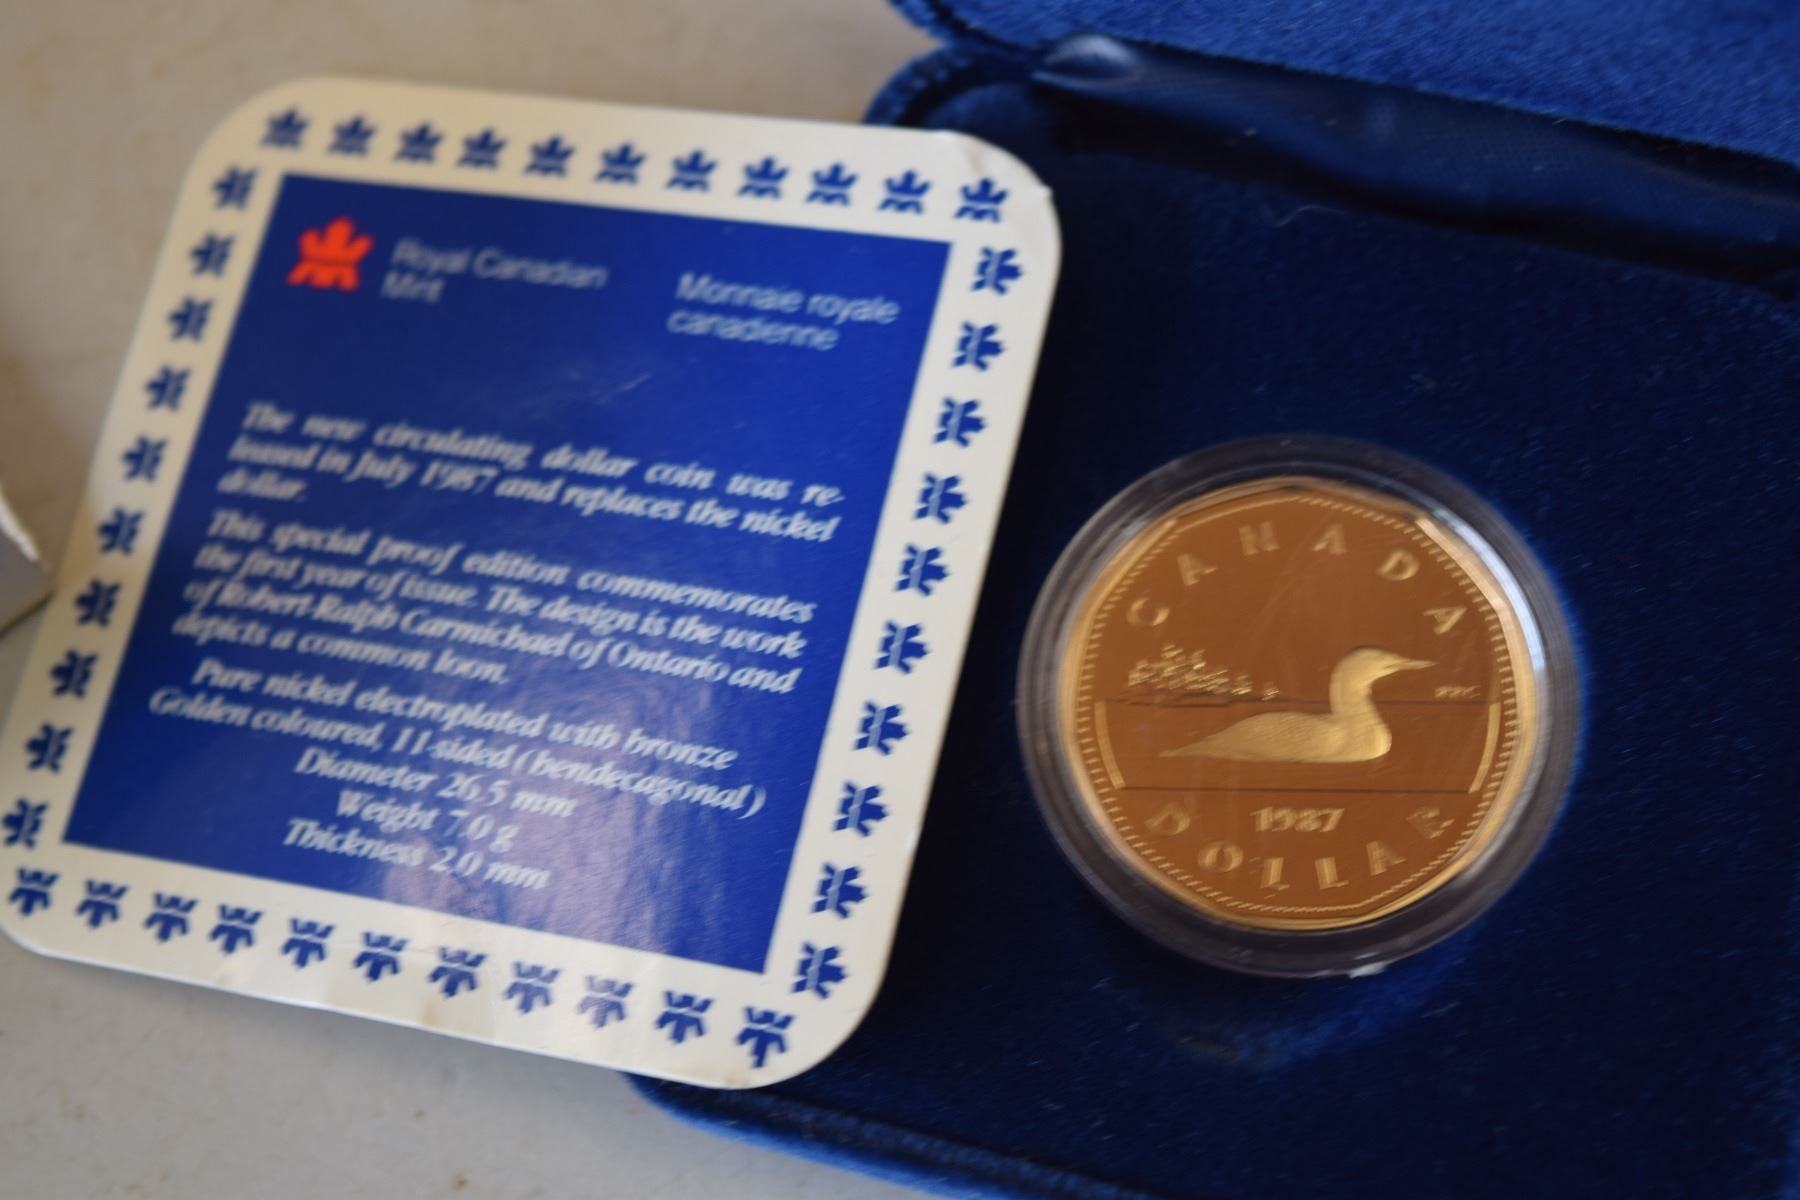 Royal Canadian
Mint
Monnaie royale
canadienne
The new circulating dollar coin was re-
leased in July 1987 and replaces the nickel
dollar.
This special proof edition commemorates
the first year of issue. The design is the work
of Robert-Ralph Carmichael of Ontario and
depicts a common loon.
Pure nickel electroplated with bronze
Golden coloured, 11-sided (hendecagonal)
Diameter 26.5 mm
Weight 7.0 g
Thickness 2.0 mm
CANADA
RRC
1987
DOLLAR